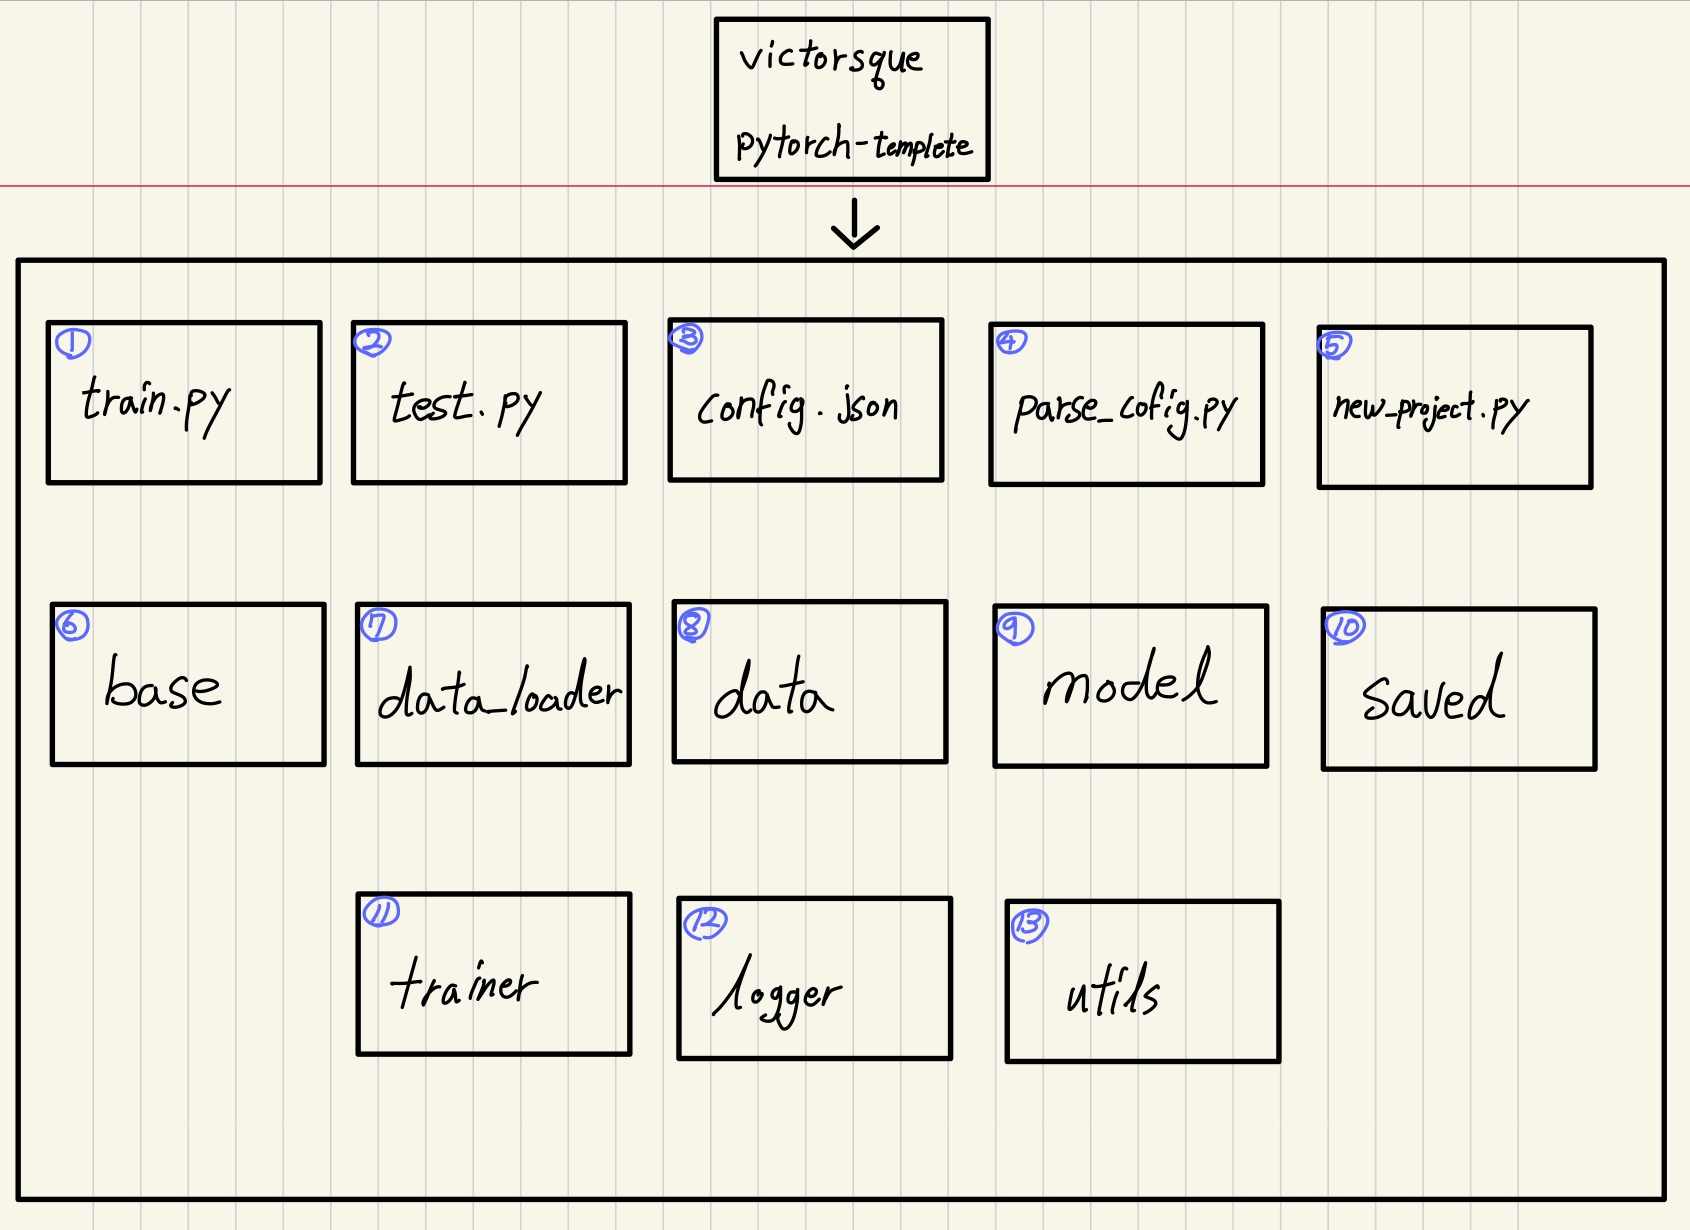 victorsque
pytorch-templete
①
train.py
②
test.py
③
config.json
④
parse_cofig.py
⑤
new_project.py
⑥
base
⑦
data_loader
⑧
data
⑨
model
⑩
saved
⑪
trainer
⑫
logger
⑬
utils